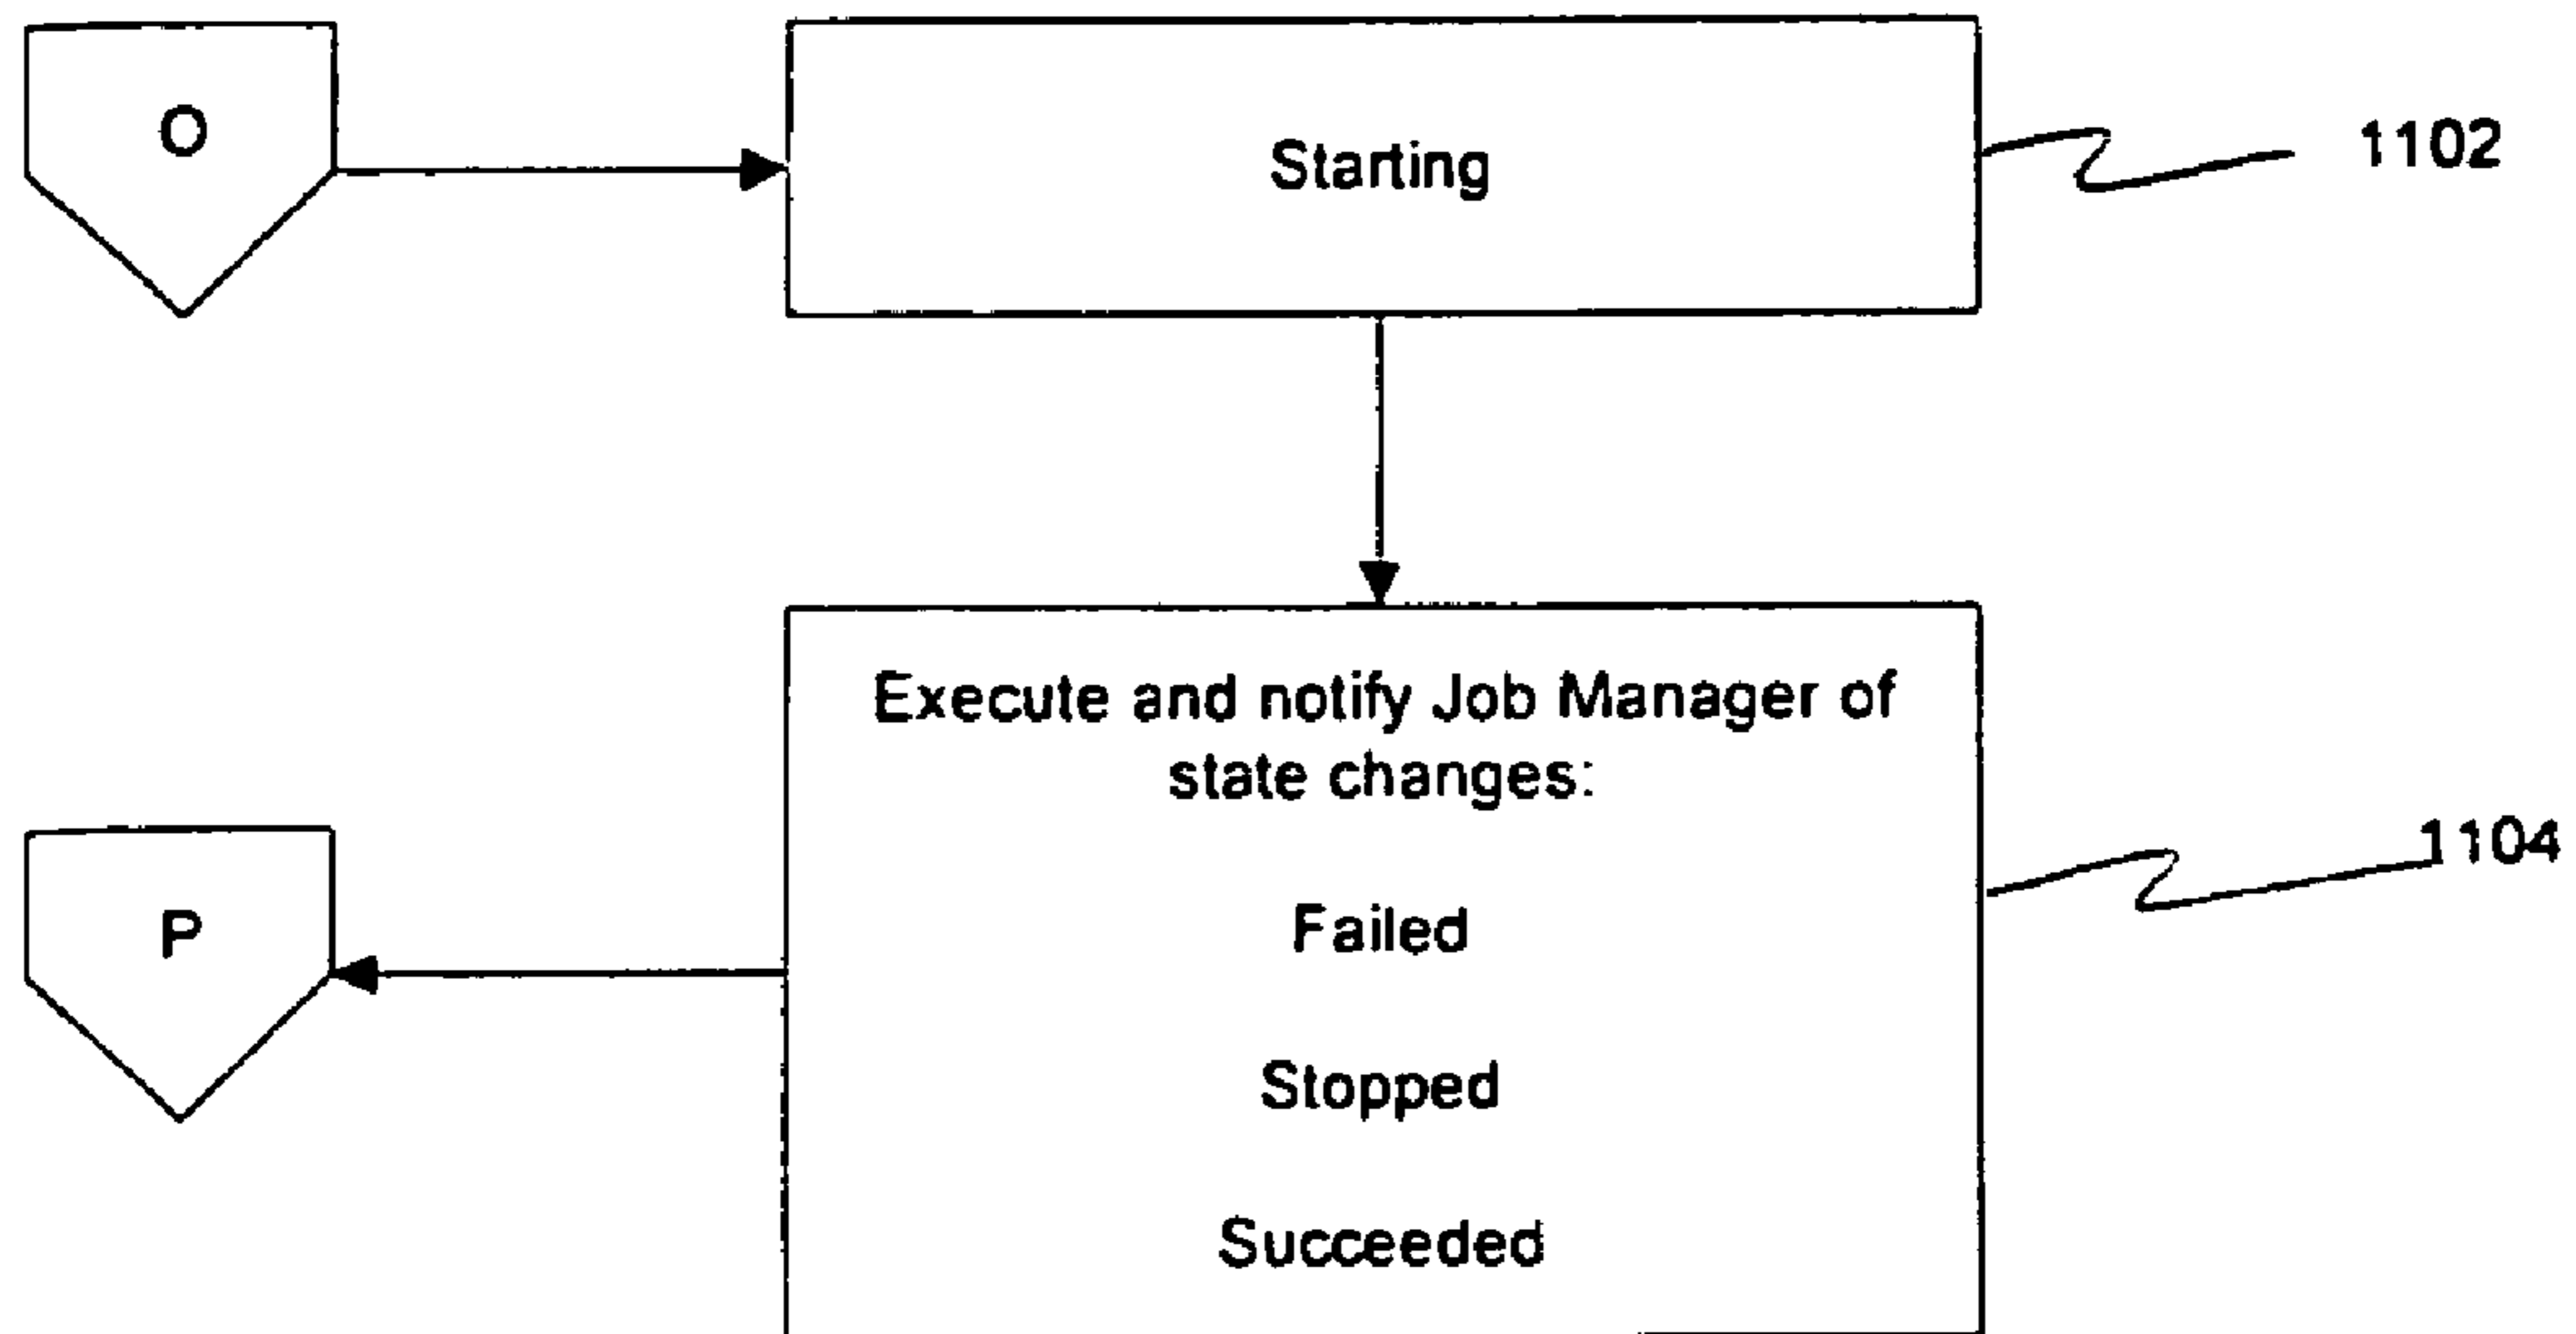 O
Starting
1102
Execute and notify Job Manager of
state changes:
1104
Failed
P
Stopped
Succeeded